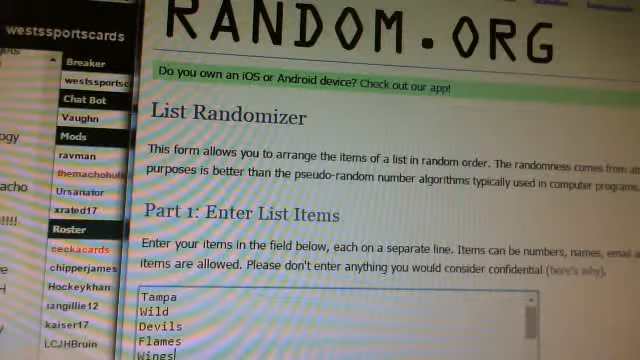 westssportscards
Breaker
westssportsc
Chat Bot
Vaughn
Mods
ravman
themachohulk
Ursanator
xrated17
Roster
ceckacards
chipperjames
Hockeykhan
iangillie12
kaiser17
LCJHBruin
ogy
acho
!!!!
RANDOM.ORG
Do you own an iOS or Android device? Check out our app!
List Randomizer
This form allows you to arrange the items of a list in random order. The randomness comes from at
purposes is better than the pseudo-random number algorithms typically used in computer programs.
Part 1: Enter List Items
Enter your items in the field below, each on a separate line. Items can be numbers, names, email a
items are allowed. Please don't enter anything you would consider confidential (here's why).
Tampa
Wild
Devils
Flames
Wings